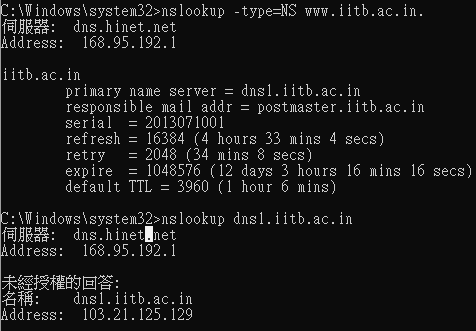 C:\Windows\system32>nslookup -type=NS www.iitb.ac.in.
伺服器:  dns.hinet.net
Address:  168.95.192.1
iitb.ac.in
        primary name server = dns1.iitb.ac.in
        responsible mail addr = postmaster.iitb.ac.in
        serial  = 2013071001
        refresh = 16384 (4 hours 33 mins 4 secs)
        retry   = 2048 (34 mins 8 secs)
        expire  = 1048576 (12 days 3 hours 16 mins 16 secs)
        default TTL = 3960 (1 hour 6 mins)
C:\Windows\system32>nslookup dns1.iitb.ac.in
伺服器:  dns.hinet.net
Address:  168.95.192.1
未經授權的回答:
名稱:    dns1.iitb.ac.in
Address:  103.21.125.129